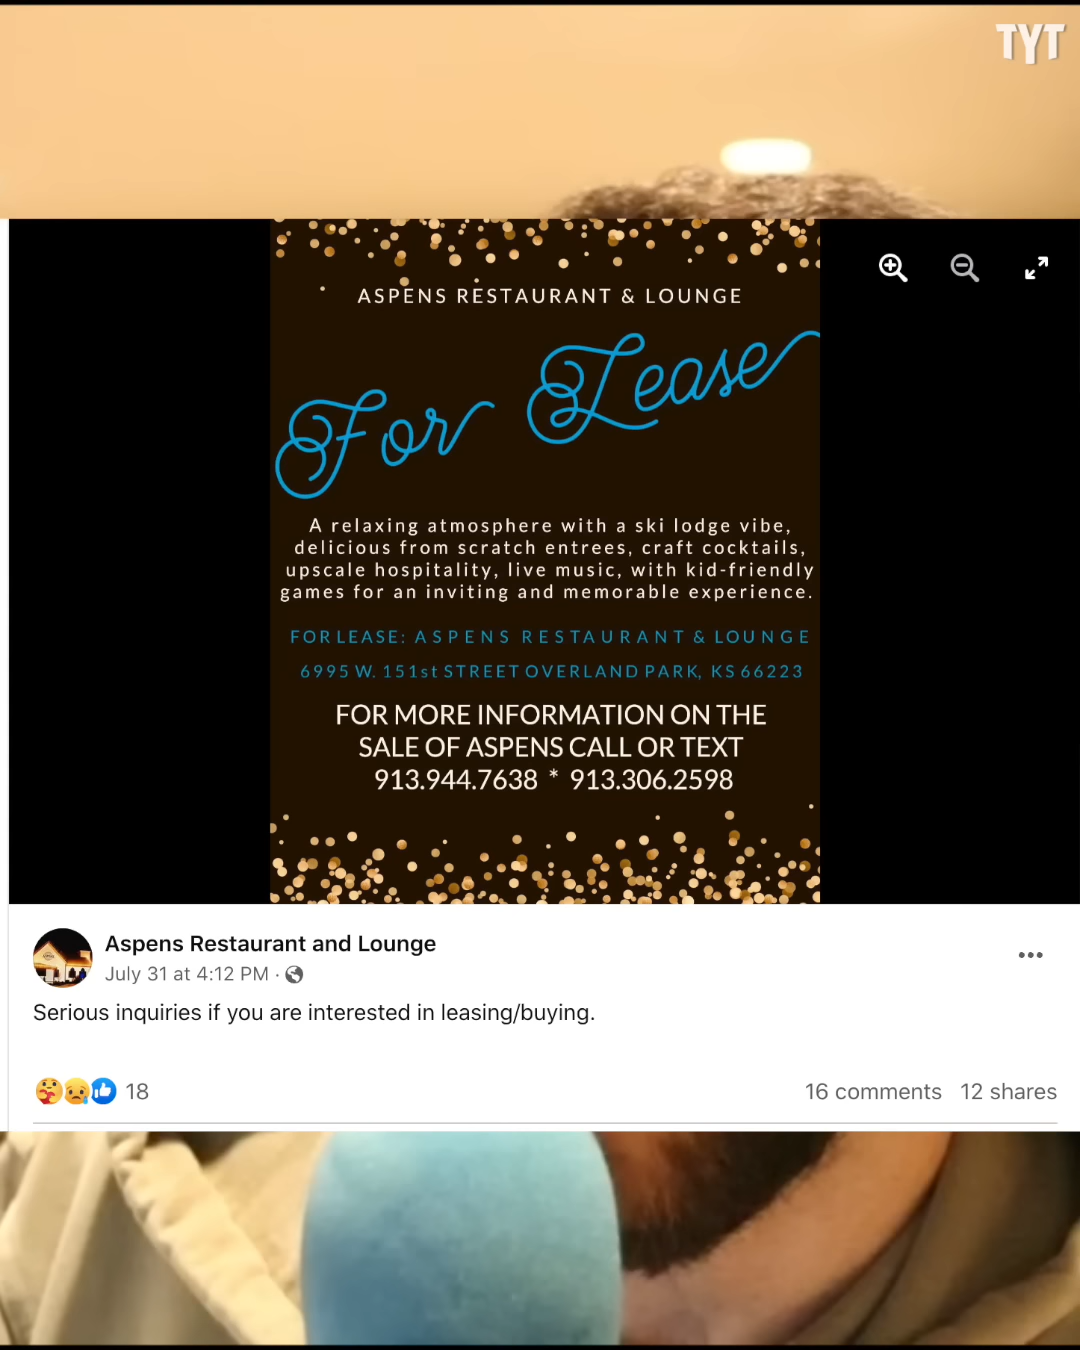 TYT
ASPENS RESTAURANT & LOUNGE
For Lease
A relaxing atmosphere with a ski lodge vibe,
delicious from scratch entrees, craft cocktails,
upscale hospitality, live music, with kid-friendly
games for an inviting and memorable experience.
FOR LEASE: ASPENS RESTAURANT & LOUNGE
6995 W. 151st STREET OVERLAND PARK, KS 66223
FOR MORE INFORMATION ON THE
SALE OF ASPENS CALL OR TEXT
913.944.7638 * 913.306.2598
Aspens Restaurant and Lounge
July 31 at 4:12 PM ·
Serious inquiries if you are interested in leasing/buying.
18
16 comments 12 shares